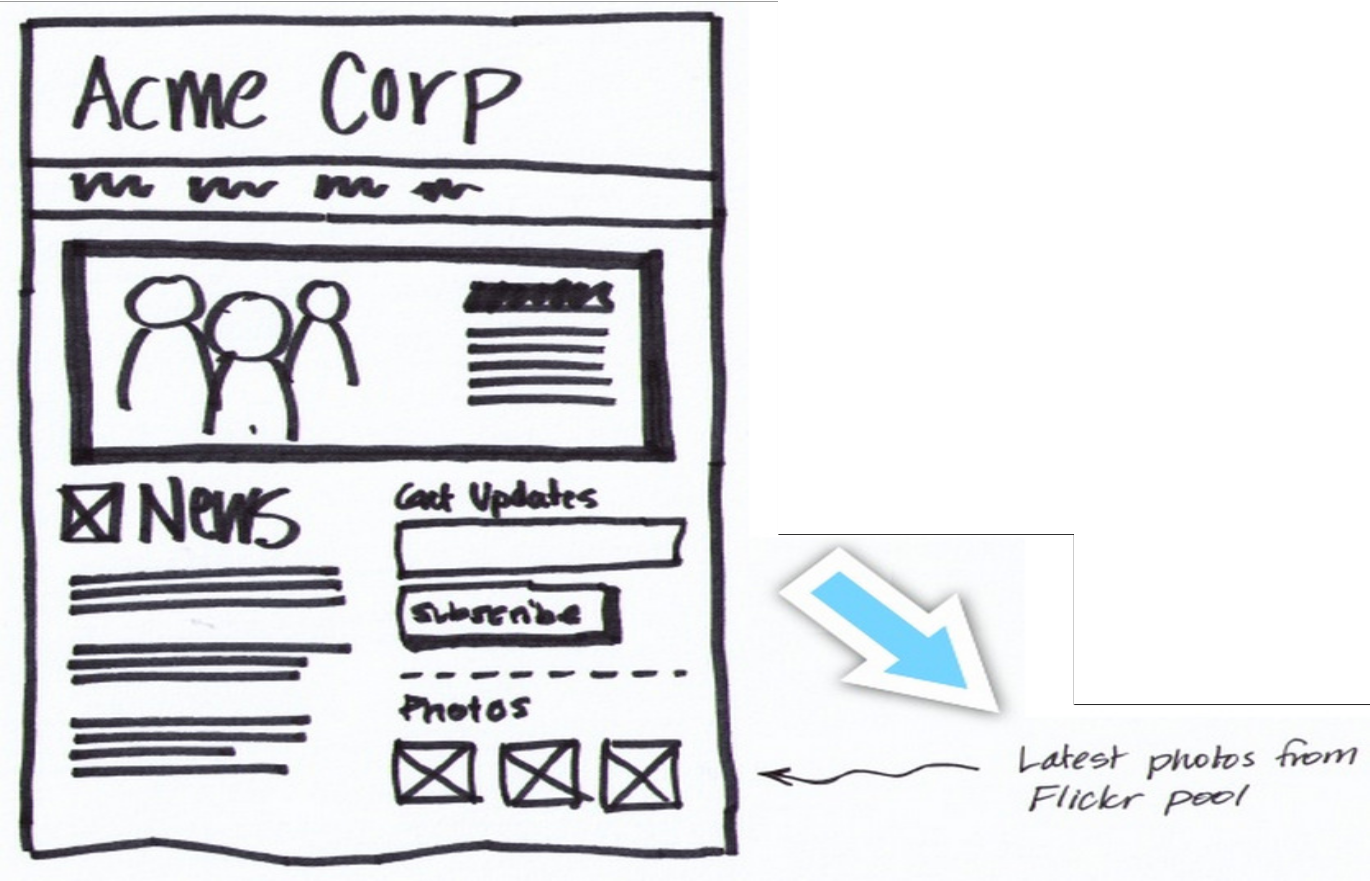 Acme Corp
News
Get Updates
Subscribe
Photos
Latest photos from
Flickr pool